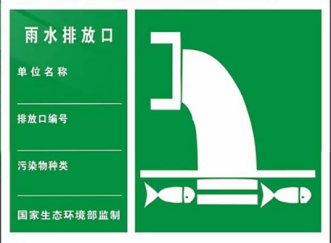 雨水排放口
单位名称
排放口编号
污染物种类
国家生态环境部监制